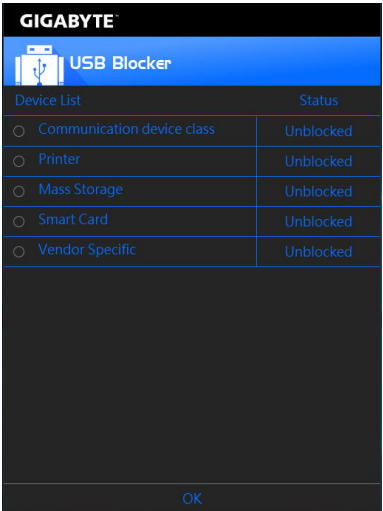 GIGABYTE™
USB Blocker
Device List Status
Communication device class Unblocked
Printer Unblocked
Mass Storage Unblocked
Smart Card Unblocked
Vendor Specific Unblocked
OK